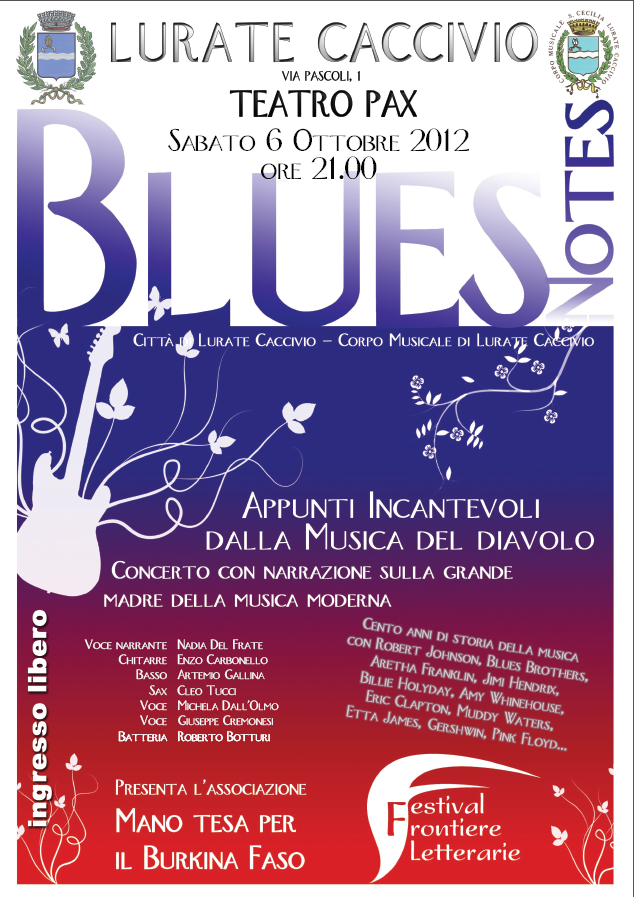 LURATE CACCIVIO
CORPO MUSICALE S. CECILIA LURATE CACCIVIO
VIA PASCOLI, 1
TEATRO PAX
SABATO 6 OTTOBRE 2012
ORE 21.00
BLUES
NOTES
CITTÀ DI LURATE CACCIVIO – CORPO MUSICALE DI LURATE CACCIVIO
APPUNTI INCANTEVOLI
DALLA MUSICA DEL DIAVOLO
CONCERTO CON NARRAZIONE SULLA GRANDE
MADRE DELLA MUSICA MODERNA
ingresso libero
VOCE NARRANTE NADIA DEL FRATE
CHITARRE ENZO CARBONELLO
BASSO ARTEMIO GALLINA
SAX CLEO TUCCI
VOCE MICHELA DALL'OLMO
VOCE GIUSEPPE CREMONESI
BATTERIA ROBERTO BOTTURI
CENTO ANNI DI STORIA DELLA MUSICA
CON ROBERT JOHNSON, BLUES BROTHERS,
ARETHA FRANKLIN, JIMI HENDRIX,
BILLIE HOLYDAY, AMY WHINEHOUSE,
ERIC CLAPTON, MUDDY WATERS,
ETTA JAMES, GERSHWIN, PINK FLOYD...
PRESENTA L'ASSOCIAZIONE
MANO TESA PER
IL BURKINA FASO
Festival
Frontiere
Letterarie